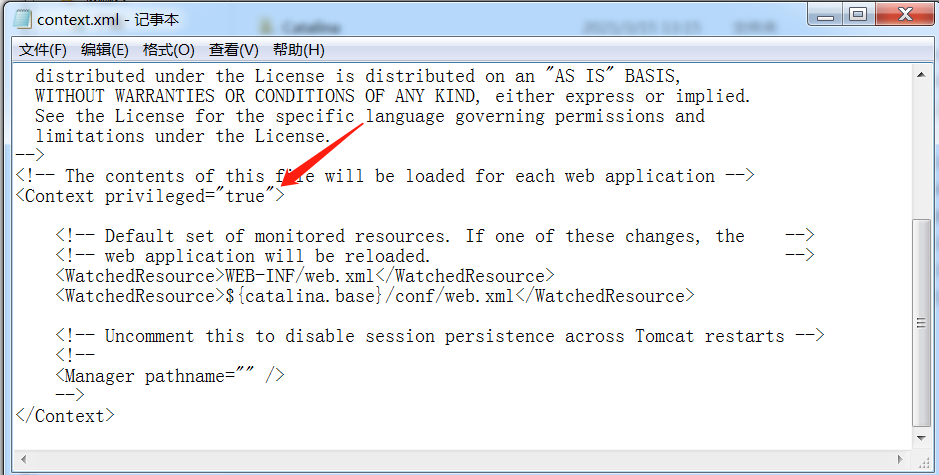 context.xml - 记事本
Catalina
文件(F) 编辑(E) 格式(O) 查看(V) 帮助(H)
distributed under the License is distributed on an "AS IS" BASIS,
WITHOUT WARRANTIES OR CONDITIONS OF ANY KIND, either express or implied.
See the License for the specific language governing permissions and
limitations under the License.
-->
<!-- The contents of this file will be loaded for each web application -->
<Context privileged="true">
<!-- Default set of monitored resources. If one of these changes, the -->
<!-- web application will be reloaded. -->
<WatchedResource>WEB-INF/web.xml</WatchedResource>
<WatchedResource>${catalina.base}/conf/web.xml</WatchedResource>
<!-- Uncomment this to disable session persistence across Tomcat restarts -->
<!--
<Manager pathname="" />
-->
</Context>